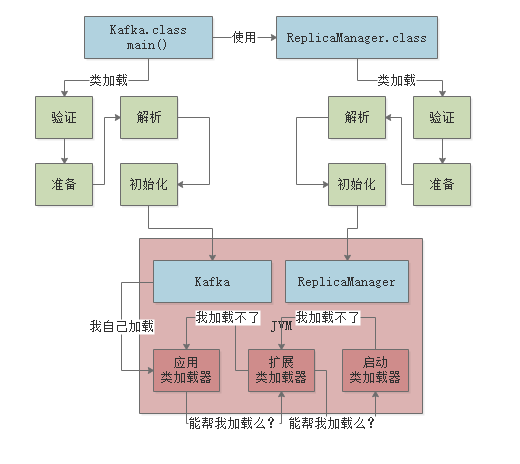 Kafka.class
main()
使用
ReplicaManager.class
类加载
类加载
验证
解析
解析
验证
准备
初始化
初始化
准备
Kafka
ReplicaManager
我加载不了
我加载不了
JVM
我自己加载
应用
类加载器
扩展
类加载器
启动
类加载器
能帮我加载么?
能帮我加载么?